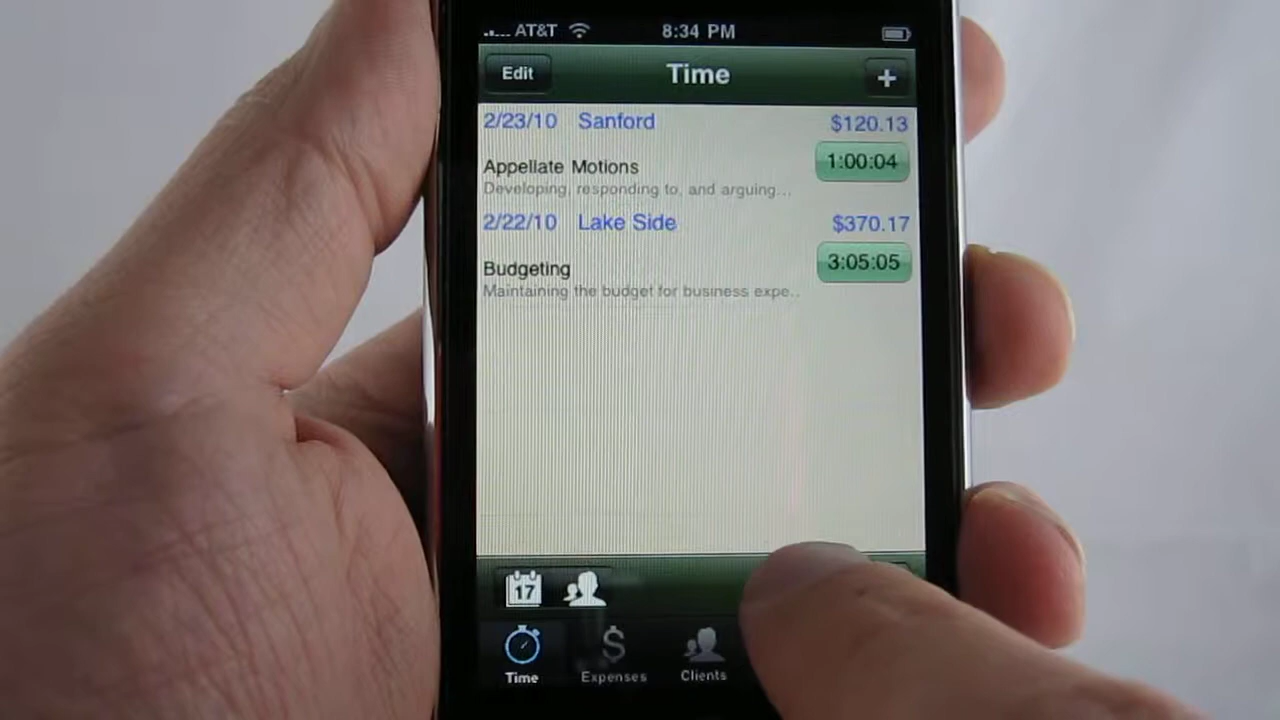 AT&T 8:34 PM
Edit Time +
2/23/10 Sanford $120.13
Appellate Motions 1:00:04
Developing, responding to, and arguing...
2/22/10 Lake Side $370.17
Budgeting 3:05:05
Maintaining the budget for business expe..
17
$
Time Expenses Clients